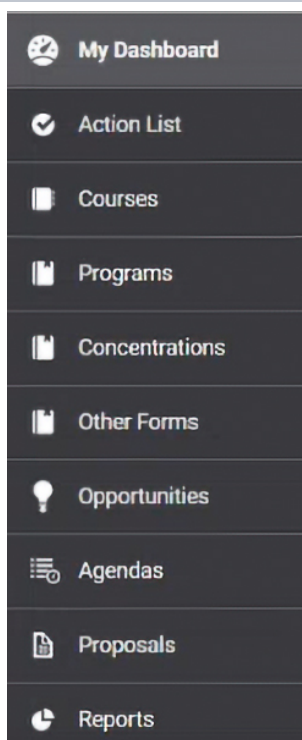 My Dashboard
Action List
Courses
Programs
Concentrations
Other Forms
Opportunities
Agendas
Proposals
Reports